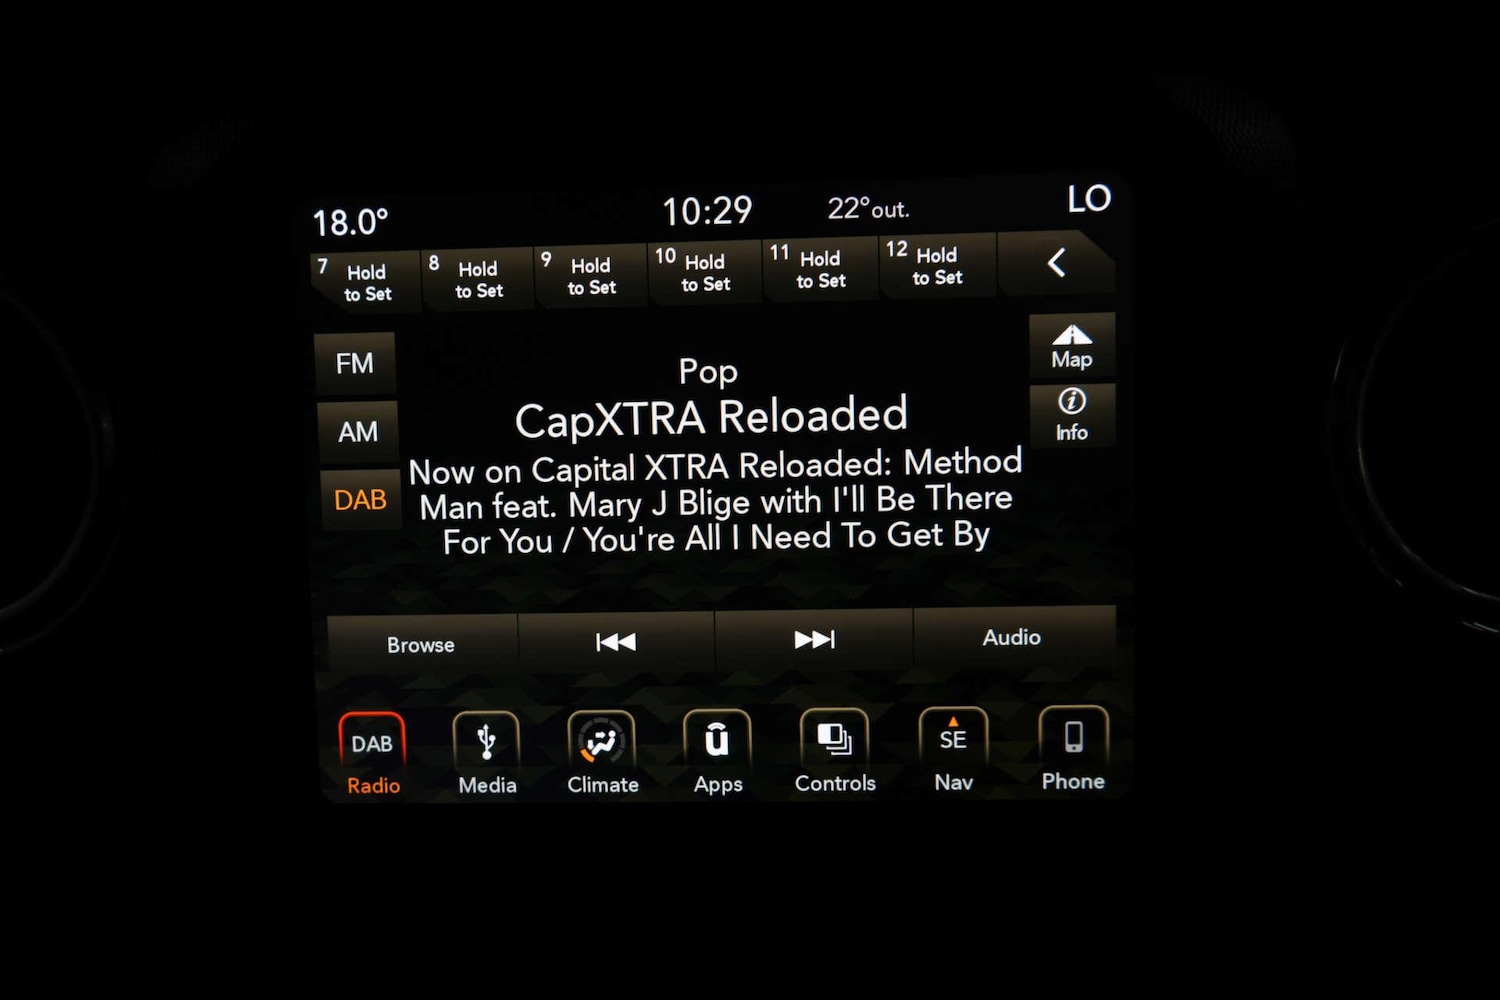 18.0° 10:29 22°out. LO
7 Hold to Set
8 Hold to Set
9 Hold to Set
10 Hold to Set
11 Hold to Set
12 Hold to Set
FM
AM
DAB
Pop
CapXTRA Reloaded
Now on Capital XTRA Reloaded: Method
Man feat. Mary J Blige with I'll Be There
For You / You're All I Need To Get By
Map
Info
Browse
Audio
DAB
Radio
Media
Climate
ū
Apps
Controls
SE
Nav
Phone